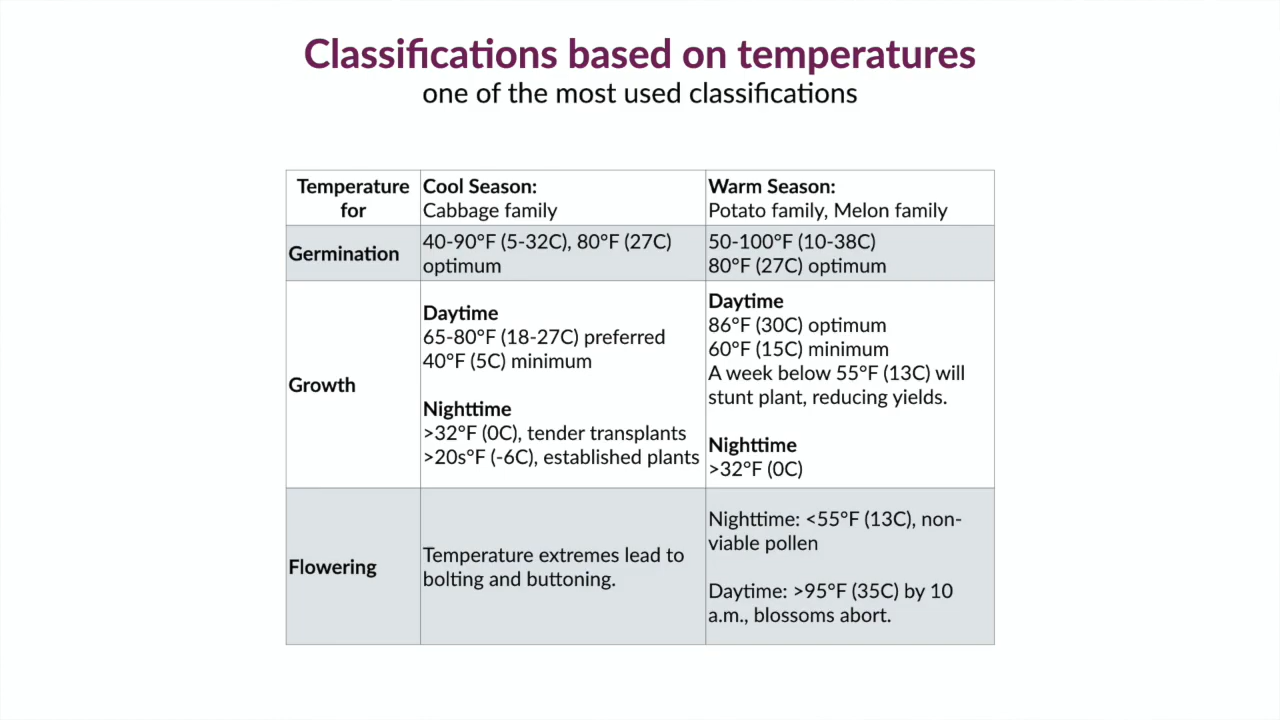 Classifications based on temperatures
one of the most used classifications
Temperature for
Cool Season:
Cabbage family
Warm Season:
Potato family, Melon family
Germination
40-90°F (5-32C), 80°F (27C)
optimum
50-100°F (10-38C)
80°F (27C) optimum
Growth
Daytime
65-80°F (18-27C) preferred
40°F (5C) minimum
Nighttime
>32°F (0C), tender transplants
>20s°F (-6C), established plants
Daytime
86°F (30C) optimum
60°F (15C) minimum
A week below 55°F (13C) will
stunt plant, reducing yields.
Nighttime
>32°F (0C)
Flowering
Temperature extremes lead to
bolting and buttoning.
Nighttime: <55°F (13C), non-
viable pollen
Daytime: >95°F (35C) by 10
a.m., blossoms abort.